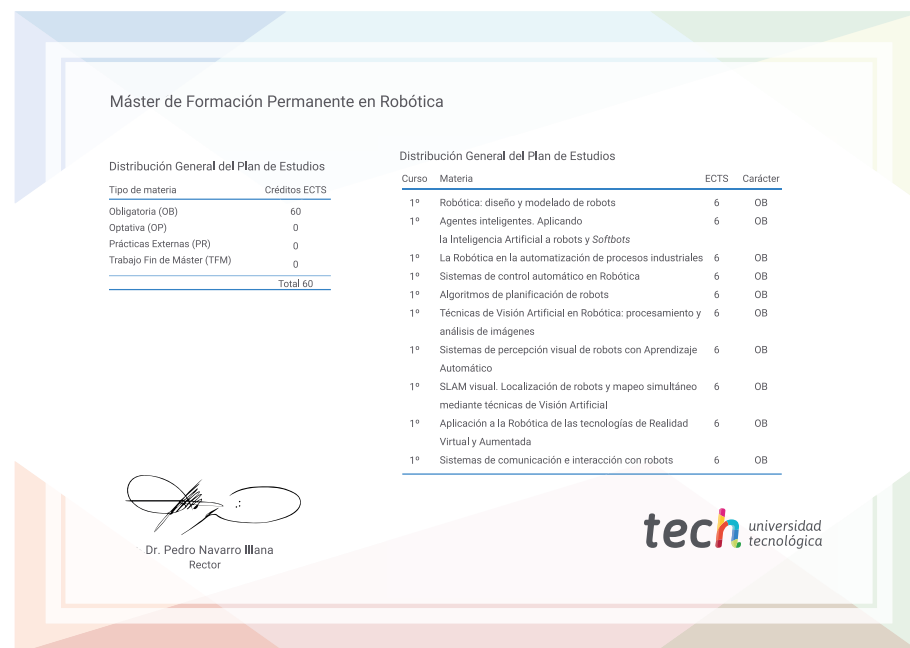 Máster de Formación Permanente en Robótica
Distribución General del Plan de Estudios
Tipo de materia Créditos ECTS
Obligatoria (OB) 60
Optativa (OP) 0
Prácticas Externas (PR) 0
Trabajo Fin de Máster (TFM) 0
Total 60
Distribución General del Plan de Estudios
Curso Materia ECTS Carácter
1º Robótica: diseño y modelado de robots 6 OB
1º Agentes inteligentes. Aplicando 6 OB
la Inteligencia Artificial a robots y Softbots
1º La Robótica en la automatización de procesos industriales 6 OB
1º Sistemas de control automático en Robótica 6 OB
1º Algoritmos de planificación de robots 6 OB
1º Técnicas de Visión Artificial en Robótica: procesamiento y 6 OB
análisis de imágenes
1º Sistemas de percepción visual de robots con Aprendizaje 6 OB
Automático
1º SLAM visual. Localización de robots y mapeo simultáneo 6 OB
mediante técnicas de Visión Artificial
1º Aplicación a la Robótica de las tecnologías de Realidad 6 OB
Virtual y Aumentada
1º Sistemas de comunicación e interacción con robots 6 OB
Dr. Pedro Navarro Illana
Rector
tech universidad
tecnológica